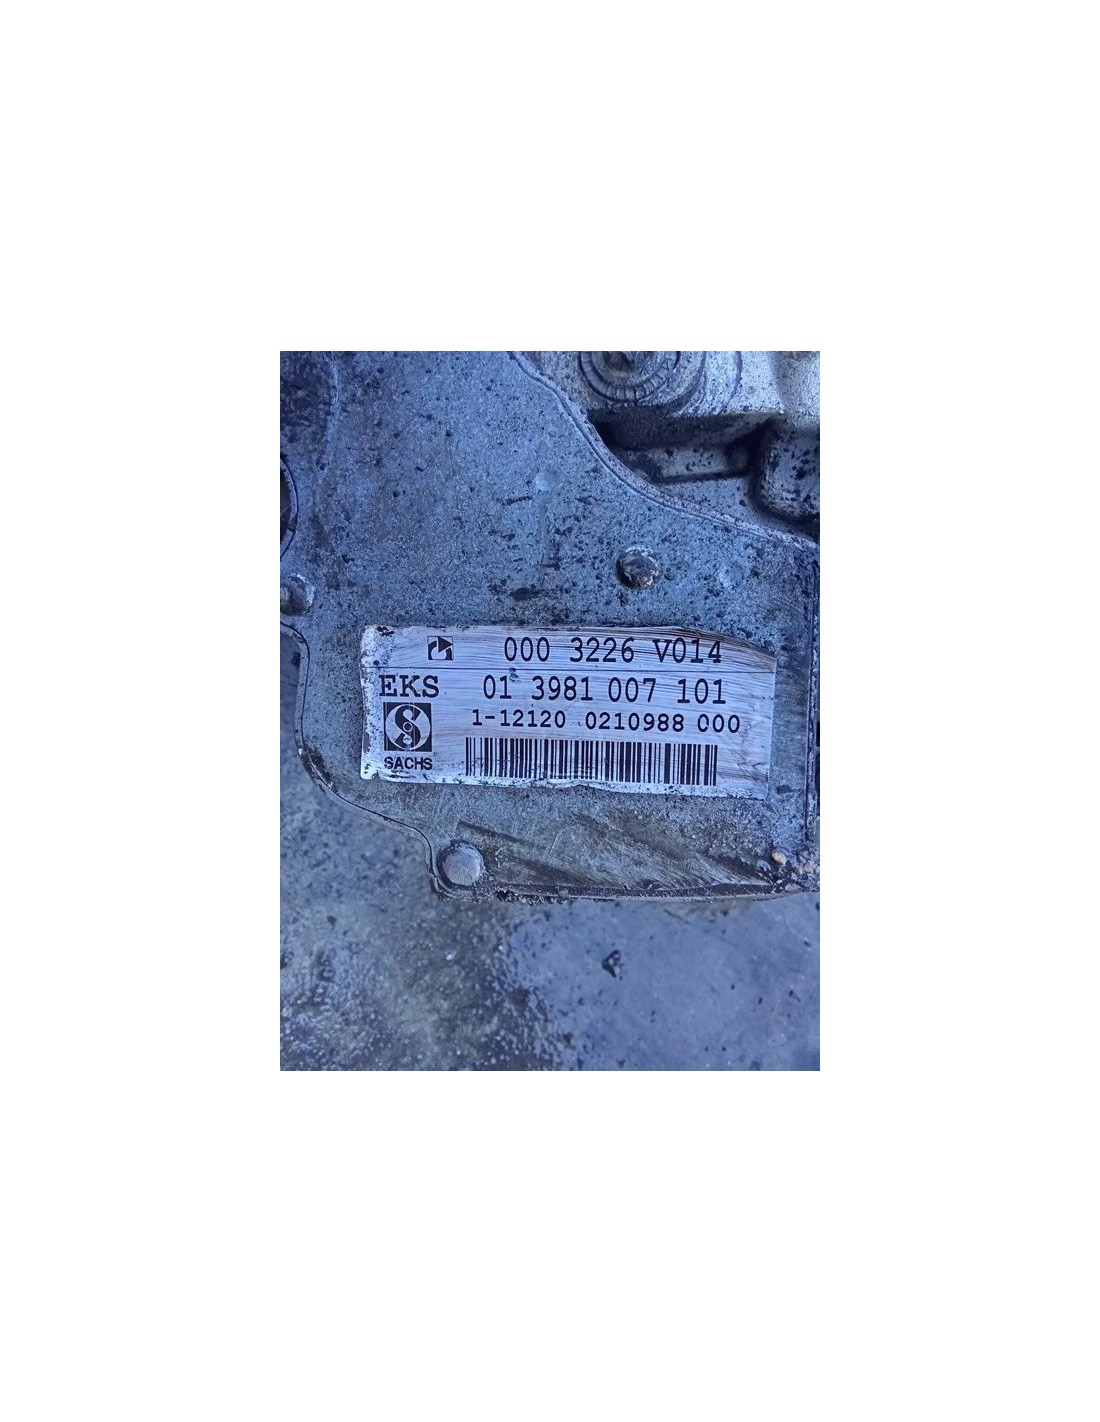 000 3226 V014
EKS 01 3981 007 101
1-12120 0210988 000
SACHS